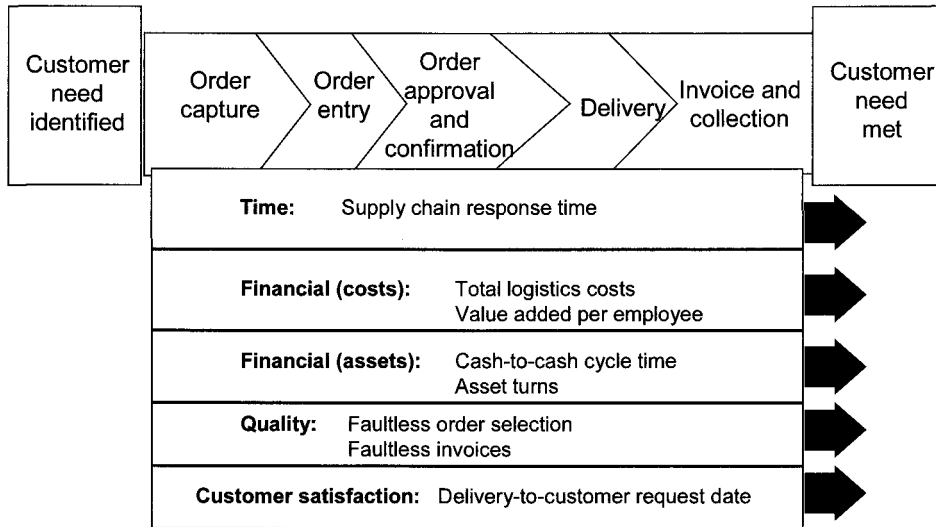 Customer
need
identified
Order
capture
Order
entry
Order
approval
and
confirmation
Delivery
Invoice and
collection
Customer
need
met
Time: Supply chain response time
Financial (costs): Total logistics costs
Value added per employee
Financial (assets): Cash-to-cash cycle time
Asset turns
Quality: Faultless order selection
Faultless invoices
Customer satisfaction: Delivery-to-customer request date